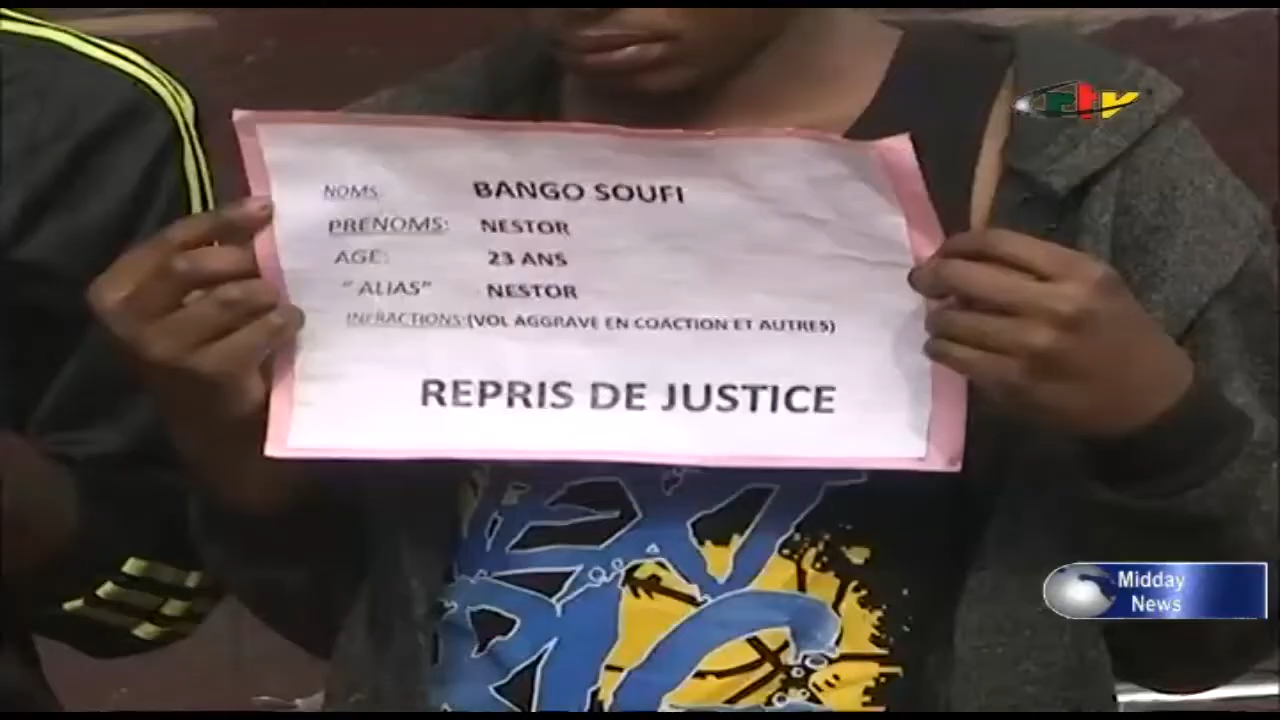 crtv
NOMS: BANGO SOUFI
PRENOMS: NESTOR
AGE: 23 ANS
"ALIAS" NESTOR
INFRACTIONS:(VOL AGGRAVE EN COACTION ET AUTRES)
REPRIS DE JUSTICE
Midday
News